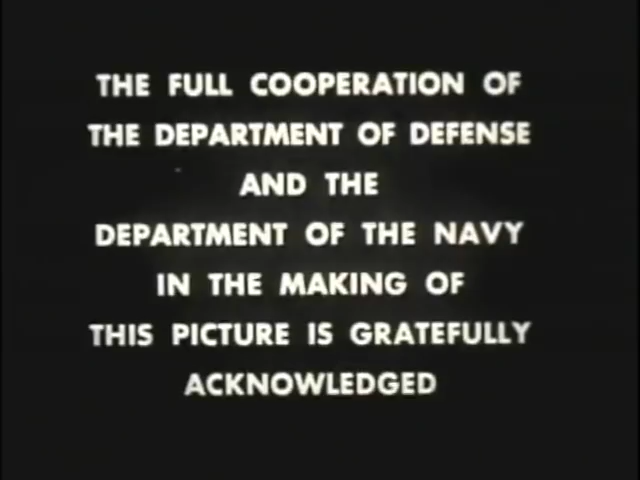 THE FULL COOPERATION OF
THE DEPARTMENT OF DEFENSE
AND THE
DEPARTMENT OF THE NAVY
IN THE MAKING OF
THIS PICTURE IS GRATEFULLY
ACKNOWLEDGED